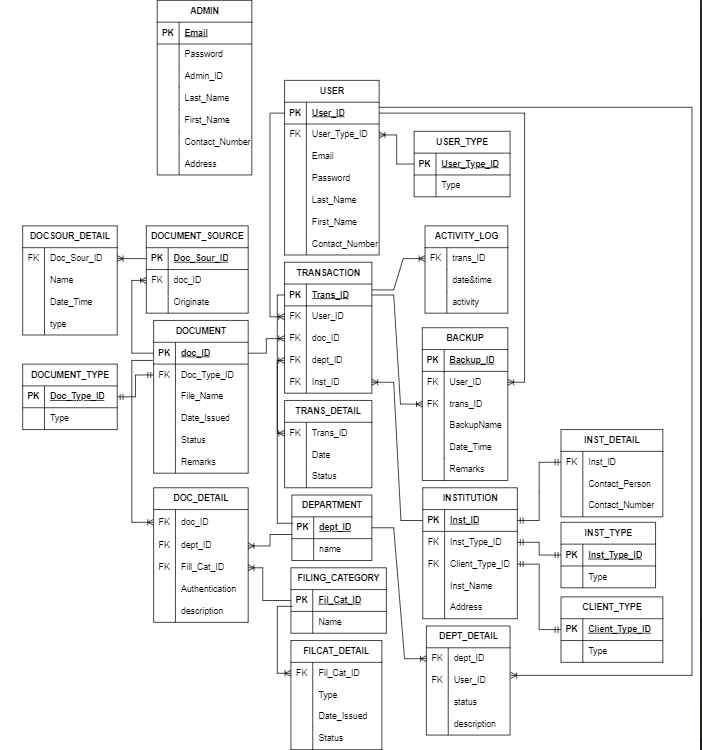 ADMIN
PK Email
Password
Admin_ID
Last_Name
First_Name
Contact_Number
Address
USER
PK User_ID
FK User_Type_ID
Email
Password
Last_Name
First_Name
Contact_Number
USER_TYPE
PK User_Type_ID
Type
DOCSOUR_DETAIL
FK Doc_Sour_ID
Name
Date_Time
type
DOCUMENT_SOURCE
PK Doc_Sour_ID
FK doc_ID
Originate
ACTIVITY_LOG
FK trans_ID
date&time
activity
TRANSACTION
PK Trans_ID
FK User_ID
FK doc_ID
FK dept_ID
FK Inst_ID
DOCUMENT
PK doc_ID
FK Doc_Type_ID
File_Name
Date_Issued
Status
Remarks
BACKUP
PK Backup_ID
FK User_ID
FK trans_ID
BackupName
Date_Time
Remarks
DOCUMENT_TYPE
PK Doc_Type_ID
Type
TRANS_DETAIL
FK Trans_ID
Date
Status
INST_DETAIL
FK Inst_ID
Contact_Person
Contact_Number
DOC_DETAIL
FK doc_ID
FK dept_ID
FK Fill_Cat_ID
Authentication
description
DEPARTMENT
PK dept_ID
name
INSTITUTION
PK Inst_ID
FK Inst_Type_ID
FK Client_Type_ID
Inst_Name
Address
INST_TYPE
PK Inst_Type_ID
Type
FILING_CATEGORY
PK Fil_Cat_ID
Name
CLIENT_TYPE
PK Client_Type_ID
Type
DEPT_DETAIL
FK dept_ID
FK User_ID
status
description
FILCAT_DETAIL
FK Fil_Cat_ID
Type
Date_Issued
Status